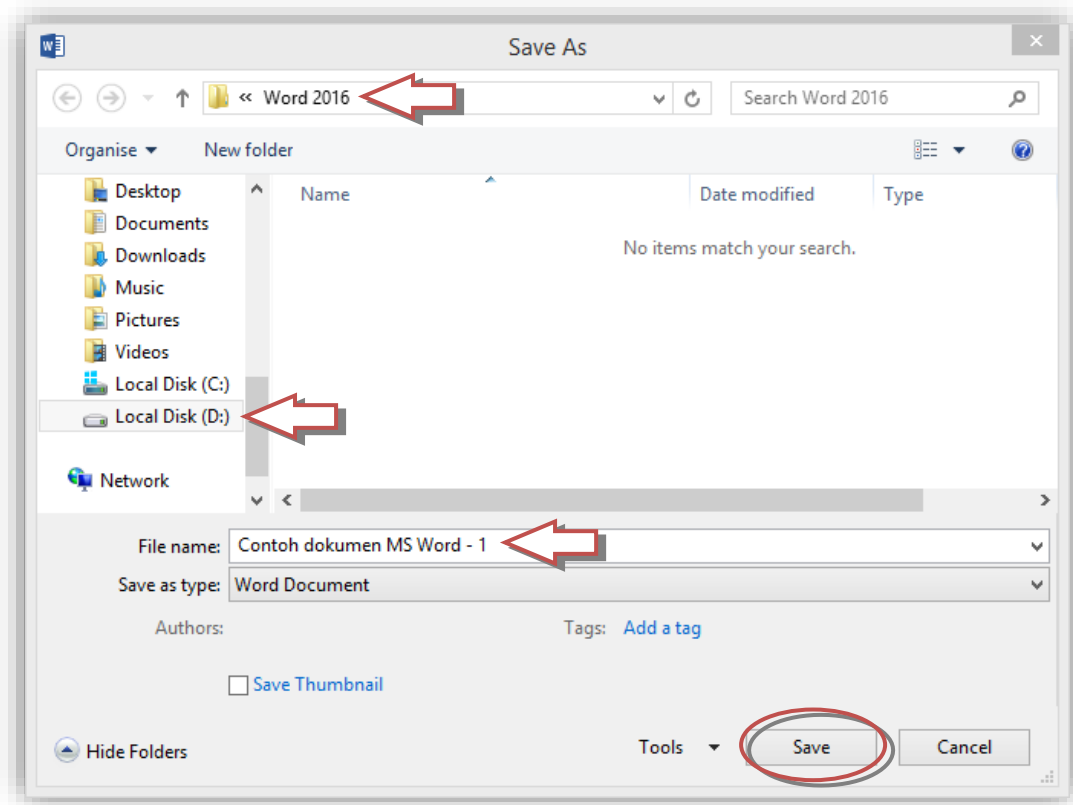 Save As
« Word 2016
Search Word 2016
Organise
New folder
Name
Date modified
Type
Desktop
Documents
Downloads
Music
Pictures
Videos
Local Disk (C:)
Local Disk (D:)
Network
No items match your search.
File name: Contoh dokumen MS Word - 1
Save as type: Word Document
Authors:
Tags: Add a tag
Save Thumbnail
Hide Folders
Tools
Save
Cancel